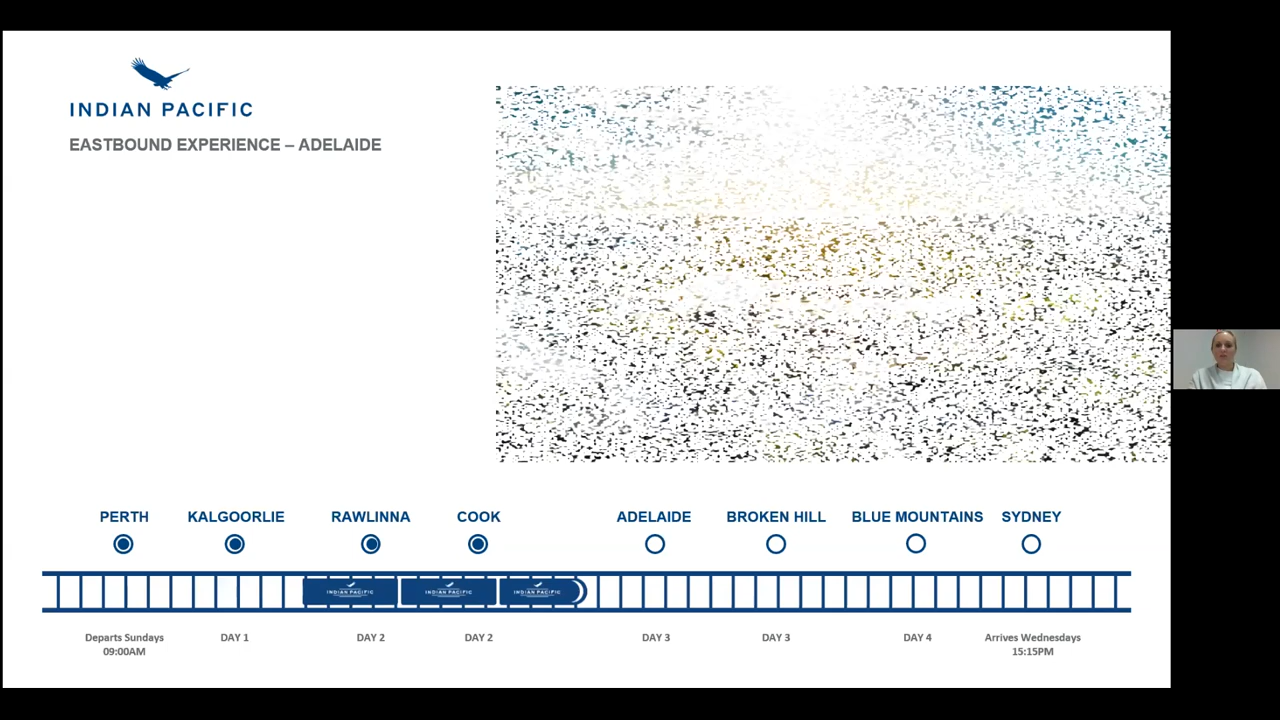 INDIAN PACIFIC
EASTBOUND EXPERIENCE – ADELAIDE
PERTH KALGOORLIE RAWLINNA COOK ADELAIDE BROKEN HILL BLUE MOUNTAINS SYDNEY
INDIAN PACIFIC INDIAN PACIFIC INDIAN PACIFIC
Departs Sundays DAY 1 DAY 2 DAY 2 DAY 3 DAY 3 DAY 4 Arrives Wednesdays
09:00AM 15:15PM